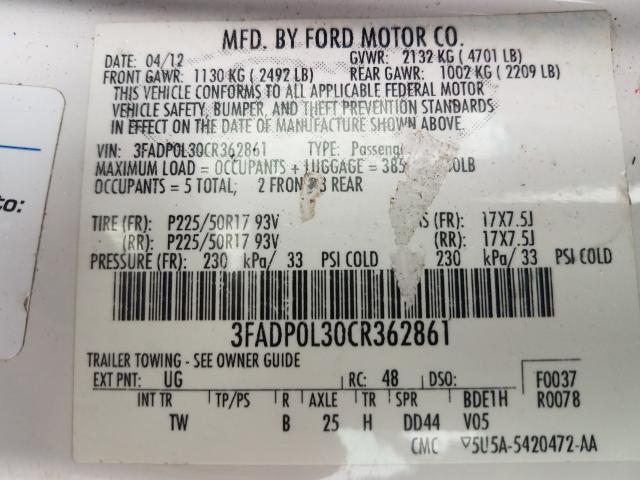 MFD. BY FORD MOTOR CO.
DATE: 04/12 GVWR: 2132 KG ( 4701 LB)
FRONT GAWR: 1130 KG ( 2492 LB) REAR GAWR: 1002 KG ( 2209 LB)
THIS VEHICLE CONFORMS TO ALL APPLICABLE FEDERAL MOTOR
VEHICLE SAFETY, BUMPER, AND THEFT PREVENTION STANDARDS
IN EFFECT ON THE DATE OF MANUFACTURE SHOWN ABOVE.
VIN: 3FADP0L30CR362861 TYPE: Passenge
MAXIMUM LOAD = OCCUPANTS + LUGGAGE = 385 0LB
OCCUPANTS = 5 TOTAL; 2 FRONT 3 REAR
to:
TIRE (FR): P225/50R17 93V S (FR): 17X7.5J
(RR): P225/50R17 93V (RR): 17X7.5J
PRESSURE (FR): 230 kPa/ 33 PSI COLD 230 kPa/ 33 PSI COLD
3FADP0L30CR362861
TRAILER TOWING - SEE OWNER GUIDE
EXT PNT: UG RC: 48 DSO: F0037
INT TR TP/PS R AXLE TR SPR BDE1H R0078
TW B 25 H DD44 V05
CMC ▽5U5A-5420472-AA